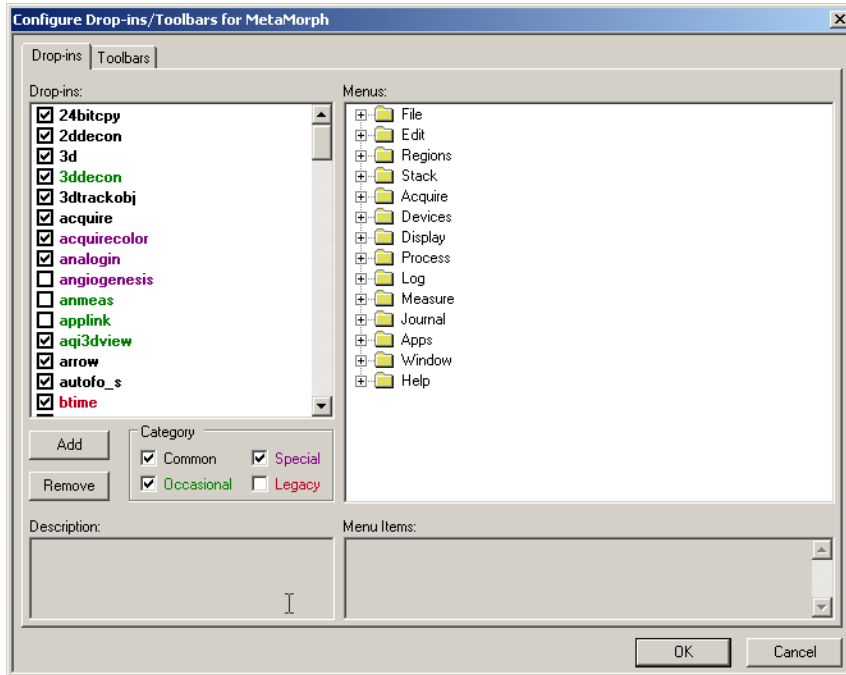 Configure Drop-ins/Toolbars for MetaMorph
Drop-ins
Toolbars
Drop-ins:
24bitcpy
2ddecon
3d
3ddecon
3dtrackobj
acquire
acquirecolor
analogin
angiogenesis
anmeas
applink
aqi3dview
arrow
autofo_s
btime
Add
Remove
Category
Common
Special
Occasional
Legacy
Menus:
File
Edit
Regions
Stack
Acquire
Devices
Display
Process
Log
Measure
Journal
Apps
Window
Help
Description:
Menu Items:
OK
Cancel